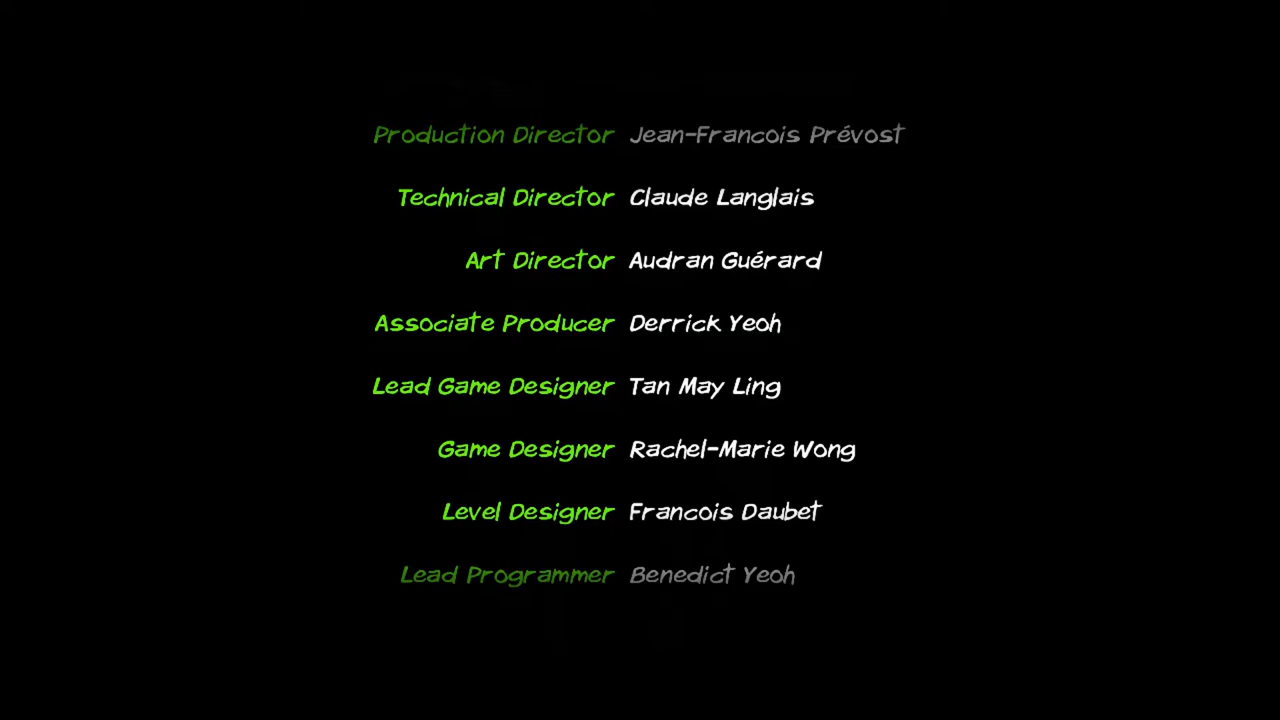 Production Director Jean-Francois Prévost
Technical Director Claude Langlais
Art Director Audran Guérard
Associate Producer Derrick Yeoh
Lead Game Designer Tan May Ling
Game Designer Rachel-Marie Wong
Level Designer Francois Daubet
Lead Programmer Benedict Yeoh